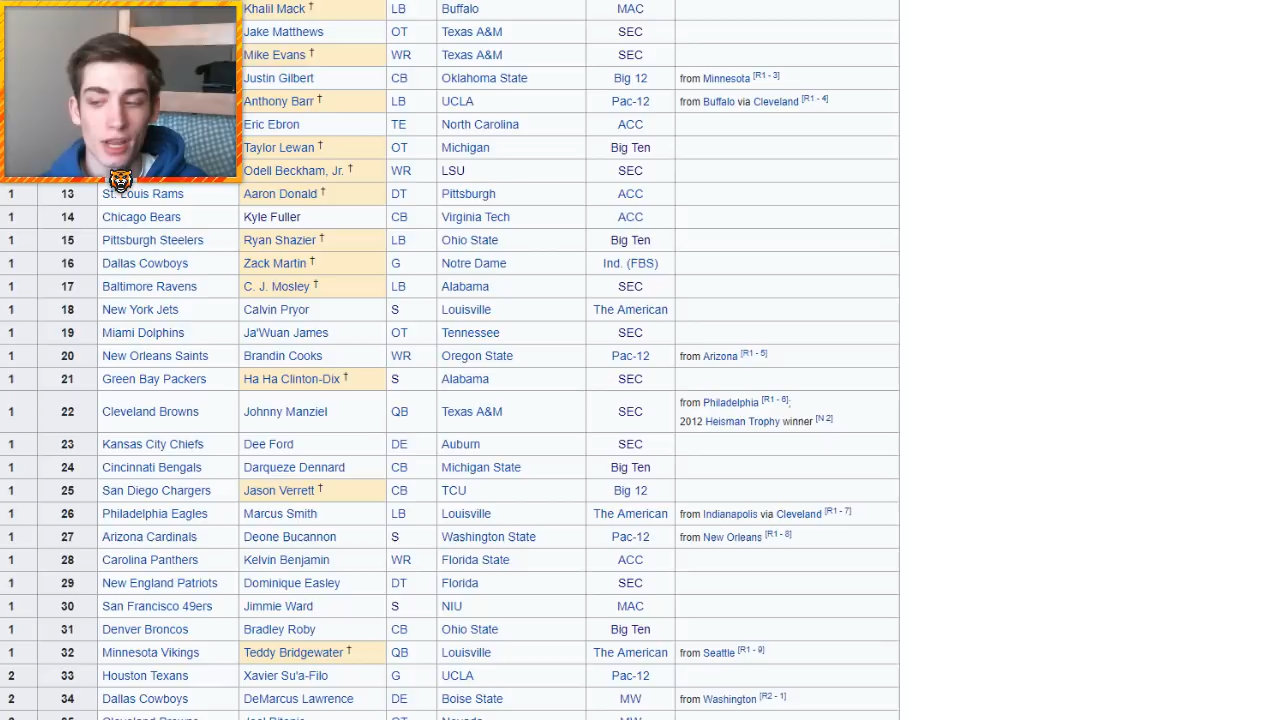 Khalil Mack † LB Buffalo MAC
Jake Matthews OT Texas A&M SEC
Mike Evans † WR Texas A&M SEC
Justin Gilbert CB Oklahoma State Big 12 from Minnesota [R1 - 3]
Anthony Barr † LB UCLA Pac-12 from Buffalo via Cleveland [R1 - 4]
Eric Ebron TE North Carolina ACC
Taylor Lewan † OT Michigan Big Ten
Odell Beckham, Jr. † WR LSU SEC
1 13 St. Louis Rams Aaron Donald † DT Pittsburgh ACC
1 14 Chicago Bears Kyle Fuller CB Virginia Tech ACC
1 15 Pittsburgh Steelers Ryan Shazier † LB Ohio State Big Ten
1 16 Dallas Cowboys Zack Martin † G Notre Dame Ind. (FBS)
1 17 Baltimore Ravens C. J. Mosley † LB Alabama SEC
1 18 New York Jets Calvin Pryor S Louisville The American
1 19 Miami Dolphins Ja'Wuan James OT Tennessee SEC
1 20 New Orleans Saints Brandin Cooks WR Oregon State Pac-12 from Arizona [R1 - 5]
1 21 Green Bay Packers Ha Ha Clinton-Dix † S Alabama SEC
1 22 Cleveland Browns Johnny Manziel QB Texas A&M SEC from Philadelphia [R1 - 6];
2012 Heisman Trophy winner [N 2]
1 23 Kansas City Chiefs Dee Ford DE Auburn SEC
1 24 Cincinnati Bengals Darqueze Dennard CB Michigan State Big Ten
1 25 San Diego Chargers Jason Verrett † CB TCU Big 12
1 26 Philadelphia Eagles Marcus Smith LB Louisville The American from Indianapolis via Cleveland [R1 - 7]
1 27 Arizona Cardinals Deone Bucannon S Washington State Pac-12 from New Orleans [R1 - 8]
1 28 Carolina Panthers Kelvin Benjamin WR Florida State ACC
1 29 New England Patriots Dominique Easley DT Florida SEC
1 30 San Francisco 49ers Jimmie Ward S NIU MAC
1 31 Denver Broncos Bradley Roby CB Ohio State Big Ten
1 32 Minnesota Vikings Teddy Bridgewater † QB Louisville The American from Seattle [R1 - 9]
2 33 Houston Texans Xavier Su'a-Filo G UCLA Pac-12
2 34 Dallas Cowboys DeMarcus Lawrence DE Boise State MW from Washington [R2 - 1]